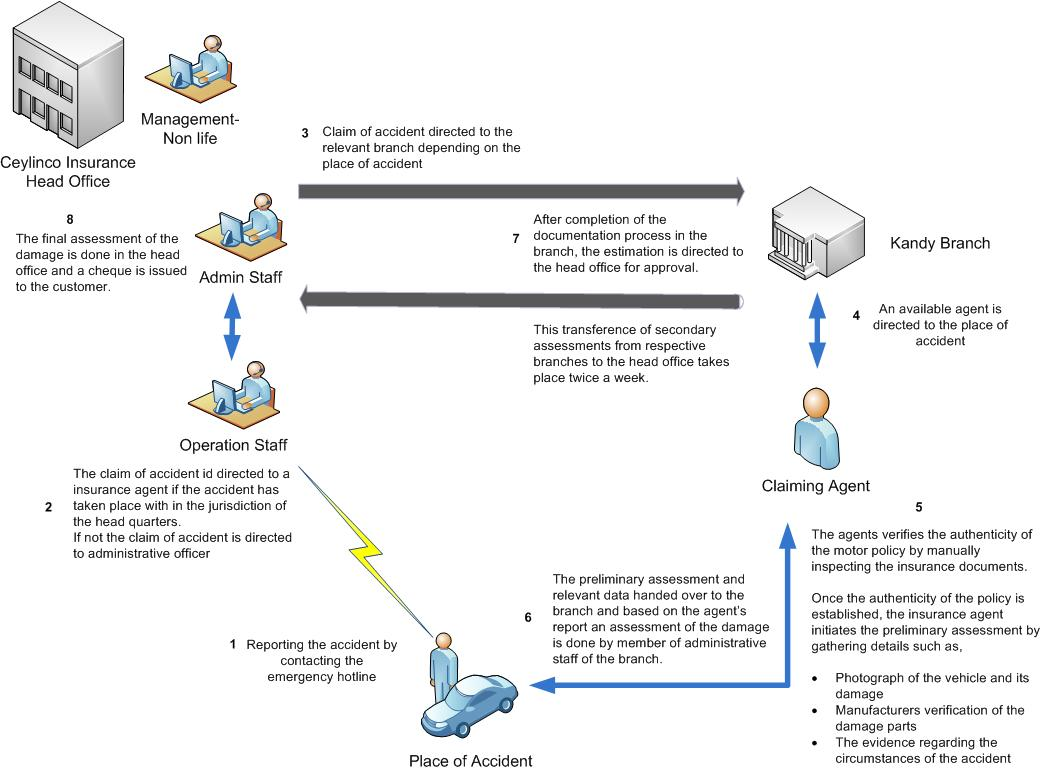 Management-
Non life
Ceylinco Insurance
Head Office
3 Claim of accident directed to the
relevant branch depending on the
place of accident
8
The final assessment of the
damage is done in the head
office and a cheque is issued
to the customer.
Admin Staff
7
After completion of the
documentation process in the
branch, the estimation is directed to
the head office for approval.
Kandy Branch
This transference of secondary
assessments from respective
branches to the head office takes
place twice a week.
4 An available agent is
directed to the place of
accident
Operation Staff
2
The claim of accident id directed to a
insurance agent if the accident has
taken place with in the jurisdiction of
the head quarters.
If not the claim of accident is directed
to administrative officer
Claiming Agent
5
The agents verifies the authenticity of
the motor policy by manually
inspecting the insurance documents.
Once the authenticity of the policy is
established, the insurance agent
initiates the preliminary assessment by
gathering details such as,
• Photograph of the vehicle and its
damage
• Manufacturers verification of the
damage parts
• The evidence regarding the
circumstances of the accident
6
The preliminary assessment and
relevant data handed over to the
branch and based on the agent's
report an assessment of the damage
is done by member of administrative
staff of the branch.
1 Reporting the accident by
contacting the
emergency hotline
Place of Accident